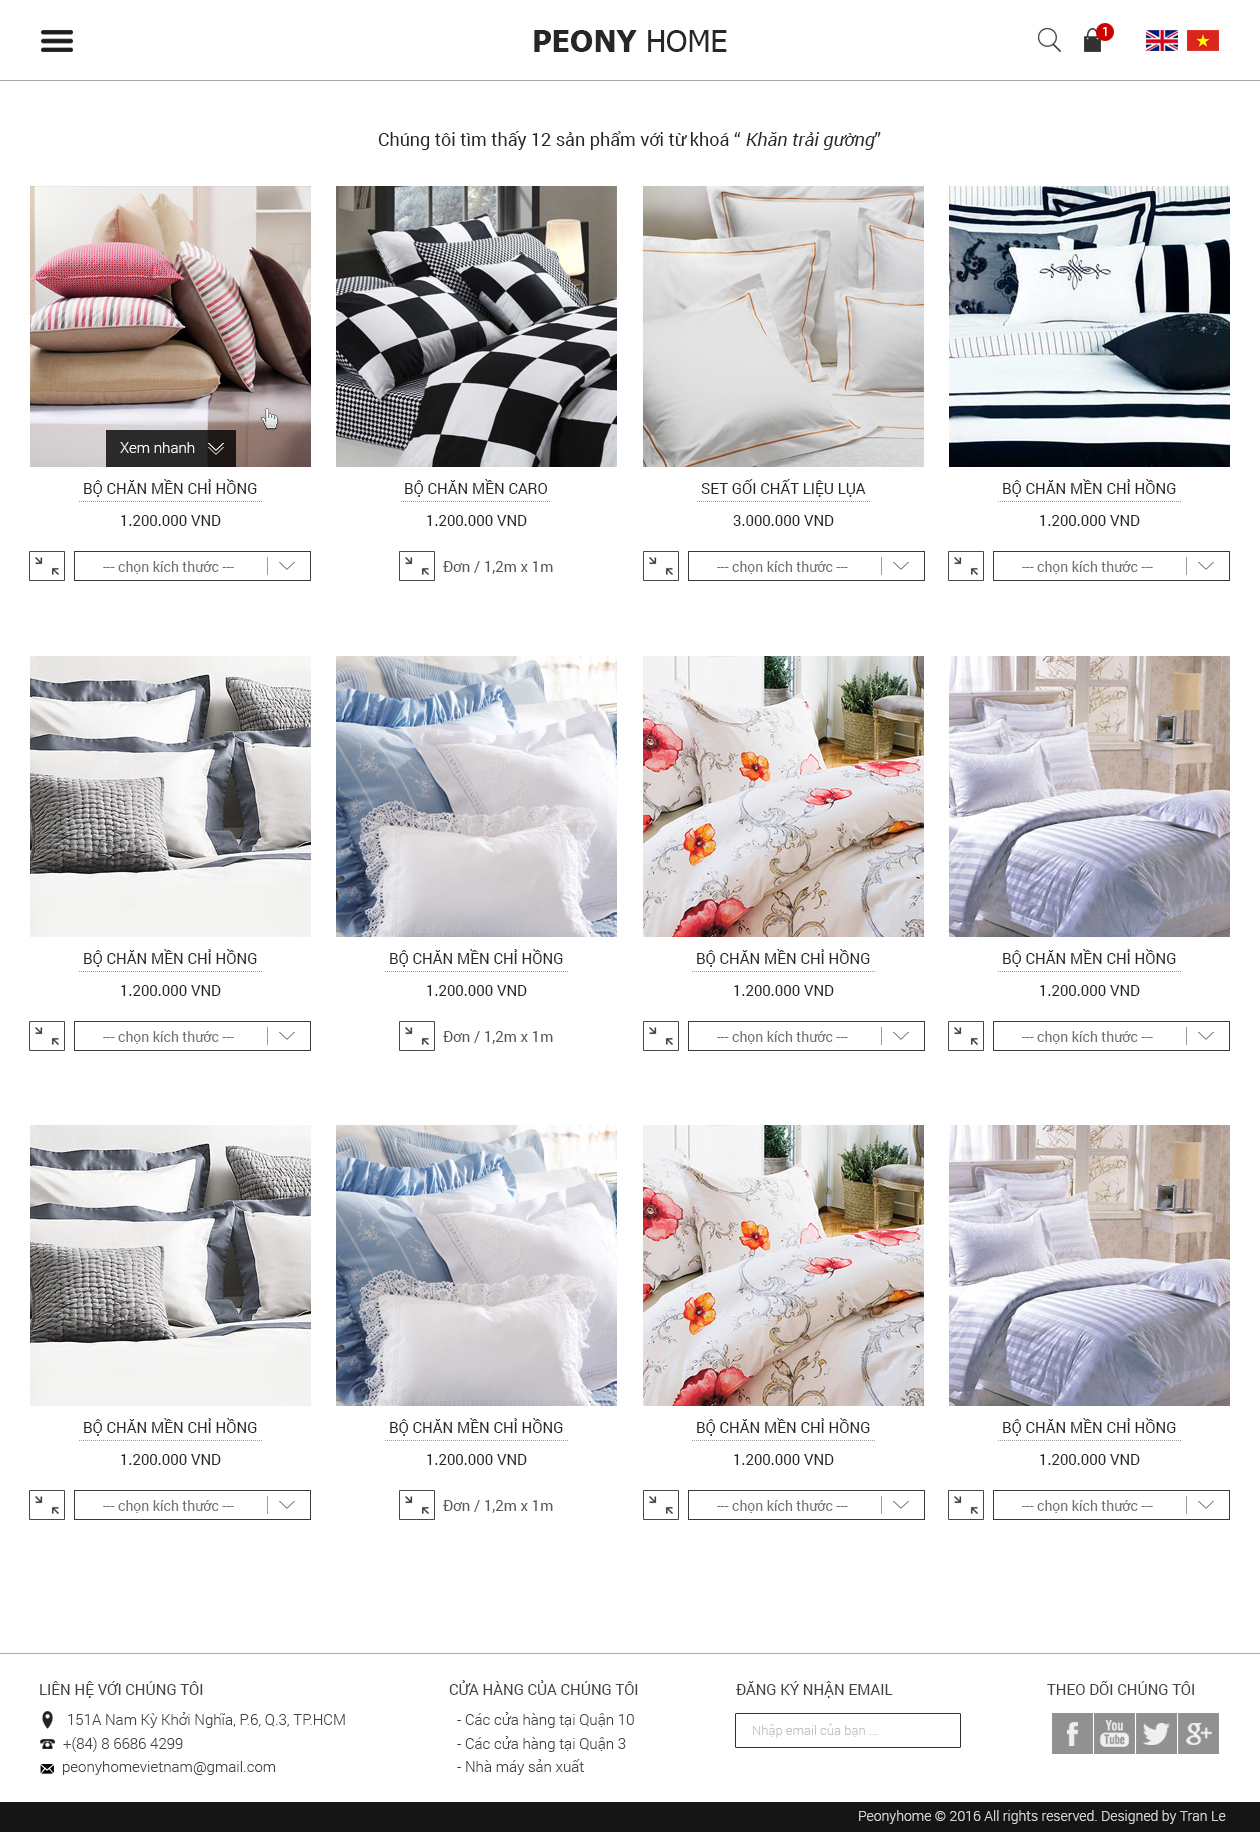 PEONY HOME
1
Chúng tôi tìm thấy 12 sản phẩm với từ khoá “ Khăn trải gường”
Xem nhanh
BỘ CHĂN MỀN CHỈ HỒNG
BỘ CHĂN MỀN CARO
SET GỐI CHẤT LIỆU LỤA
BỘ CHĂN MỀN CHỈ HỒNG
1.200.000 VND
1.200.000 VND
3.000.000 VND
1.200.000 VND
--- chọn kích thước ---
Đơn / 1,2m x 1m
--- chọn kích thước ---
--- chọn kích thước ---
BỘ CHĂN MỀN CHỈ HỒNG
BỘ CHĂN MỀN CHỈ HỒNG
BỘ CHĂN MỀN CHỈ HỒNG
BỘ CHĂN MỀN CHỈ HỒNG
1.200.000 VND
1.200.000 VND
1.200.000 VND
1.200.000 VND
--- chọn kích thước ---
Đơn / 1,2m x 1m
--- chọn kích thước ---
--- chọn kích thước ---
BỘ CHĂN MỀN CHỈ HỒNG
BỘ CHĂN MỀN CHỈ HỒNG
BỘ CHĂN MỀN CHỈ HỒNG
BỘ CHĂN MỀN CHỈ HỒNG
1.200.000 VND
1.200.000 VND
1.200.000 VND
1.200.000 VND
--- chọn kích thước ---
Đơn / 1,2m x 1m
--- chọn kích thước ---
--- chọn kích thước ---
LIÊN HỆ VỚI CHÚNG TÔI
151A Nam Kỳ Khởi Nghĩa, P.6, Q.3, TP.HCM
+(84) 8 6686 4299
peonyhomevietnam@gmail.com
CỬA HÀNG CỦA CHÚNG TÔI
- Các cửa hàng tại Quận 10
- Các cửa hàng tại Quận 3
- Nhà máy sản xuất
ĐĂNG KÝ NHẬN EMAIL
Nhập email của bạn ...
THEO DÕI CHÚNG TÔI
f
You
Tube
g+
Peonyhome © 2016 All rights reserved. Designed by Tran Le